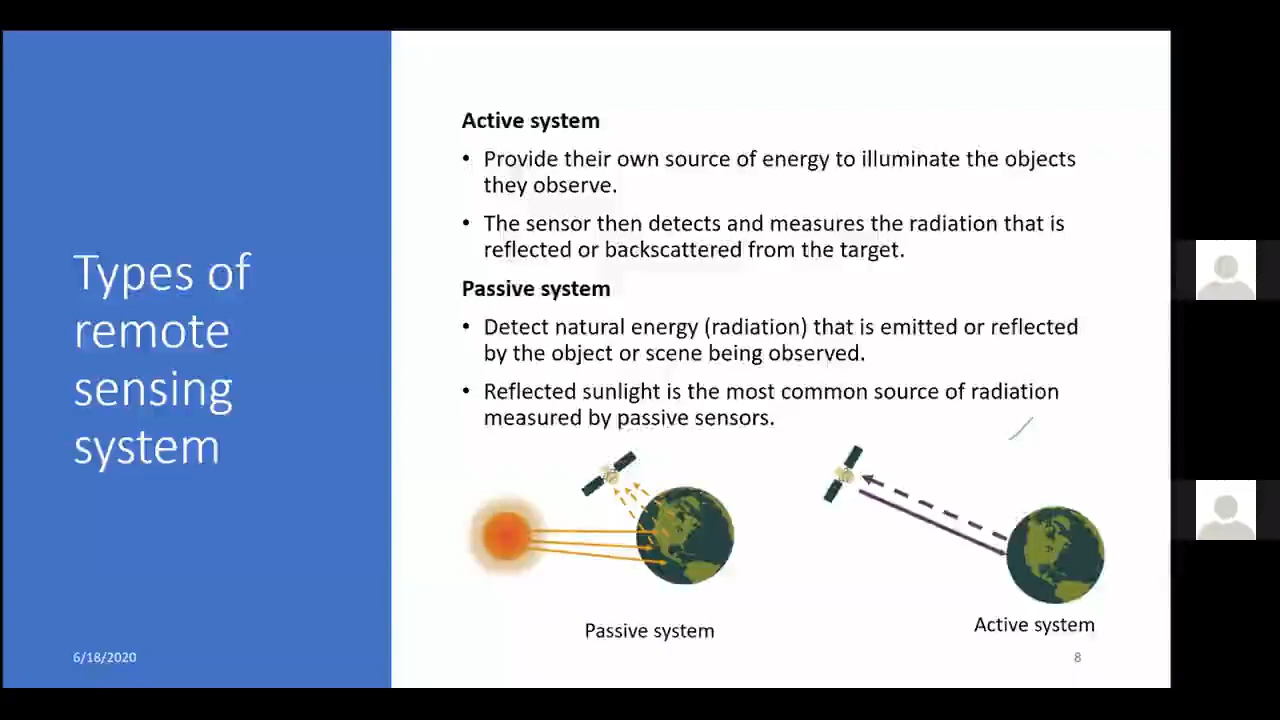 Types of
remote
sensing
system
Active system
• Provide their own source of energy to illuminate the objects
they observe.
• The sensor then detects and measures the radiation that is
reflected or backscattered from the target.
Passive system
• Detect natural energy (radiation) that is emitted or reflected
by the object or scene being observed.
• Reflected sunlight is the most common source of radiation
measured by passive sensors.
Passive system
Active system
6/18/2020
8